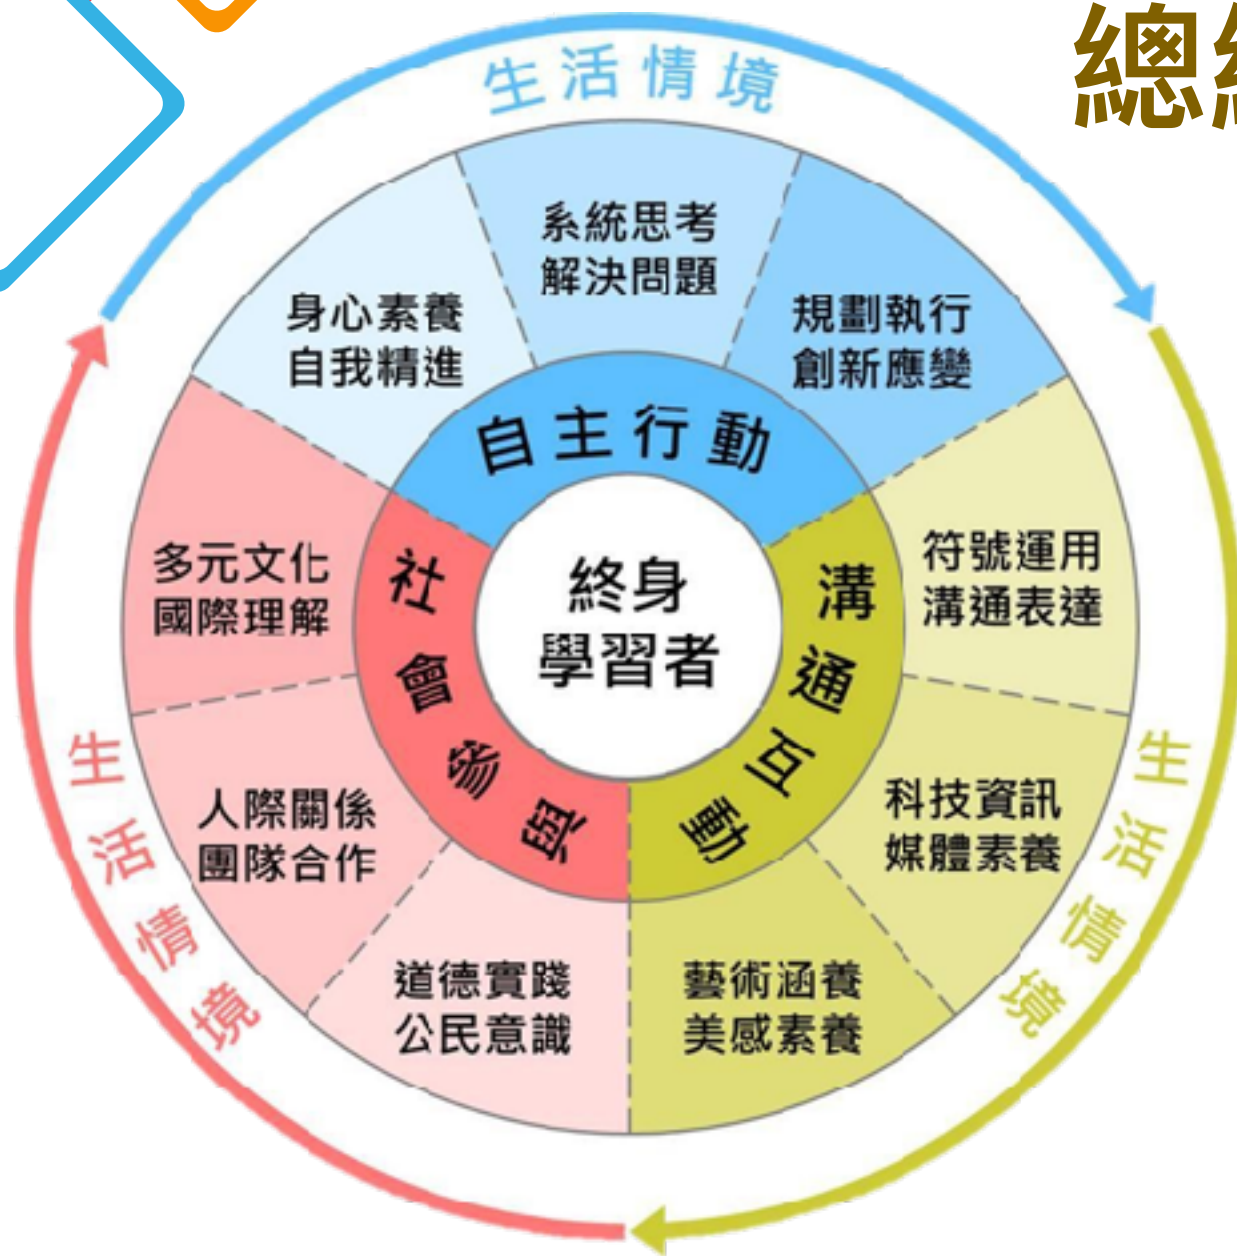 總
生活情境
系統思考
解決問題
身心素養
自我精進
規劃執行
創新應變
自主行動
多元文化
國際理解
社會參與
終身
學習者
溝通互動
符號運用
溝通表達
人際關係
團隊合作
科技資訊
媒體素養
道德實踐
公民意識
藝術涵養
美感素養
生活情境
生活情境